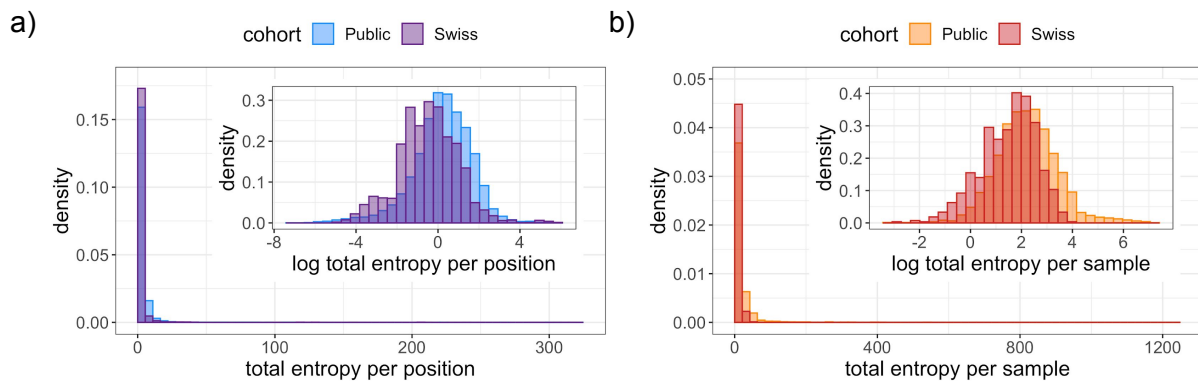 a)
cohort Public Swiss
0.15
0.10
0.05
0.00
density
0 100 200 300
total entropy per position
0.3
0.2
0.1
0.0
density
-8 -4 0 4
log total entropy per position
b)
cohort Public Swiss
0.05
0.04
0.03
0.02
0.01
0.00
density
0 400 800 1200
total entropy per sample
0.4
0.3
0.2
0.1
0.0
density
-2 0 2 4 6
log total entropy per sample